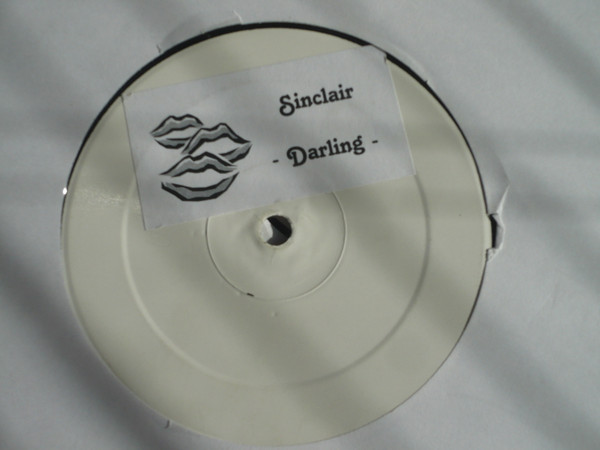 Sinclair
- Darling -